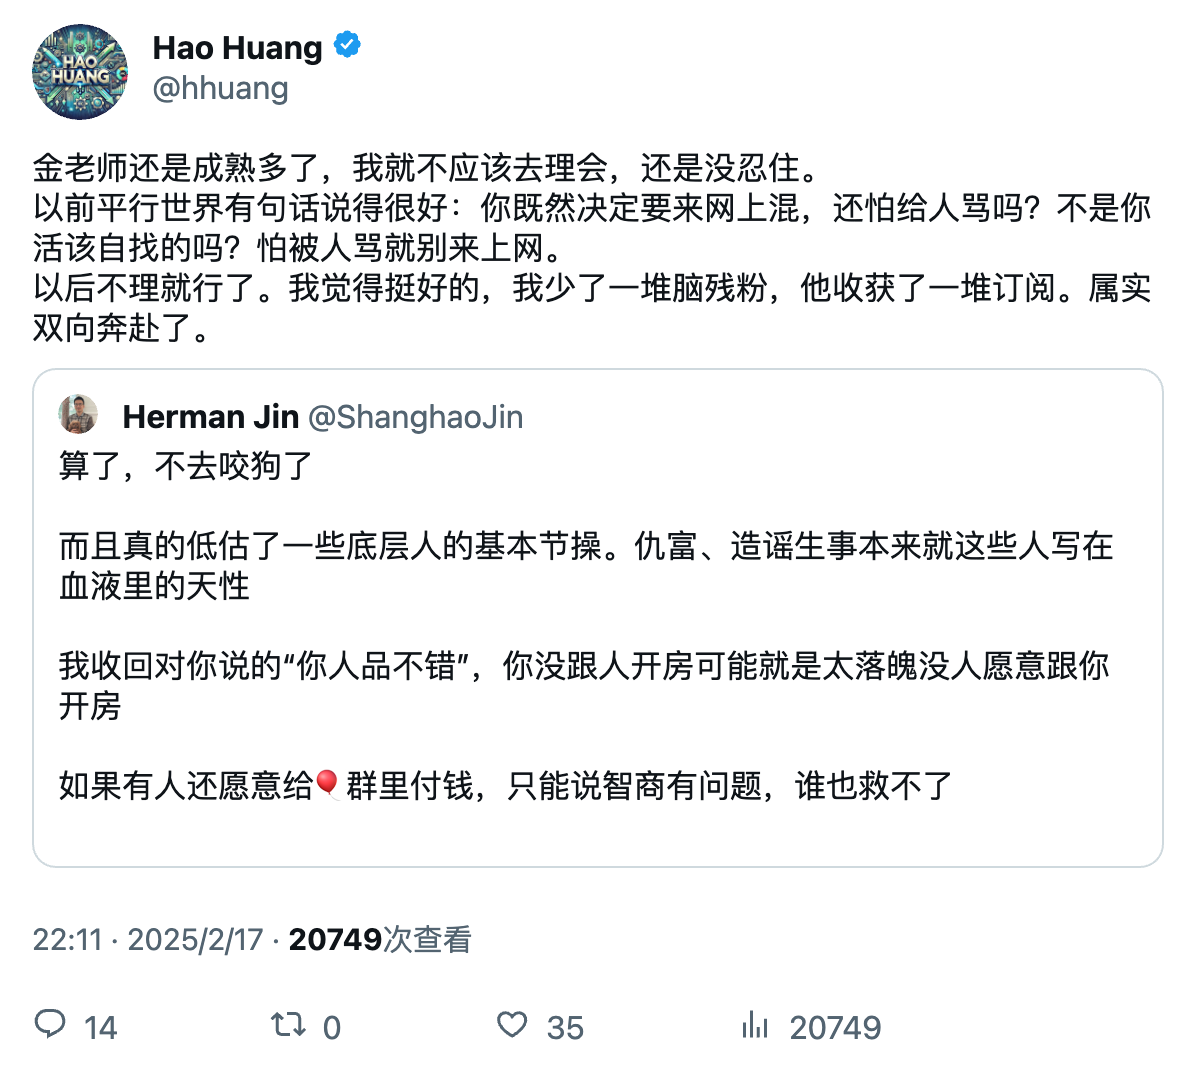 HAO
HUANG
Hao Huang
@hhuang
金老师还是成熟多了，我就不应该去理会，还是没忍住。
以前平行世界有句话说得很好：你既然决定要来网上混，还怕给人骂吗？不是你
活该自找的吗？怕被人骂就别来上网。
以后不理就行了。我觉得挺好的，我少了一堆脑残粉，他收获了一堆订阅。属实
双向奔赴了。
Herman Jin @ShanghaoJin
算了，不去咬狗了
而且真的低估了一些底层人的基本节操。仇富、造谣生事本来就这些人写在
血液里的天性
我收回对你说的“你人品不错”，你没跟人开房可能就是太落魄没人愿意跟你
开房
如果有人还愿意给🎈群里付钱，只能说智商有问题，谁也救不了
22:11 · 2025/2/17 · 20749次查看
14 0 35 20749